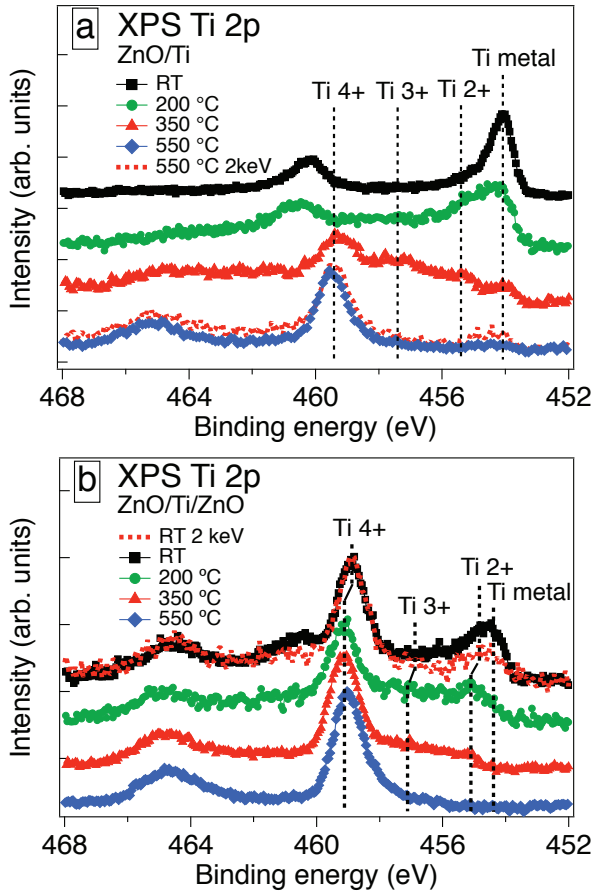 a XPS Ti 2p
ZnO/Ti
RT
200 °C
350 °C
550 °C
550 °C 2keV
Ti 4+ Ti 3+ Ti 2+ Ti metal
Intensity (arb. units)
468 464 460 456 452
Binding energy (eV)
b XPS Ti 2p
ZnO/Ti/ZnO
RT 2 keV
RT
200 °C
350 °C
550 °C
Ti 4+
Ti 3+
Ti 2+
Ti metal
Intensity (arb. units)
468 464 460 456 452
Binding energy (eV)